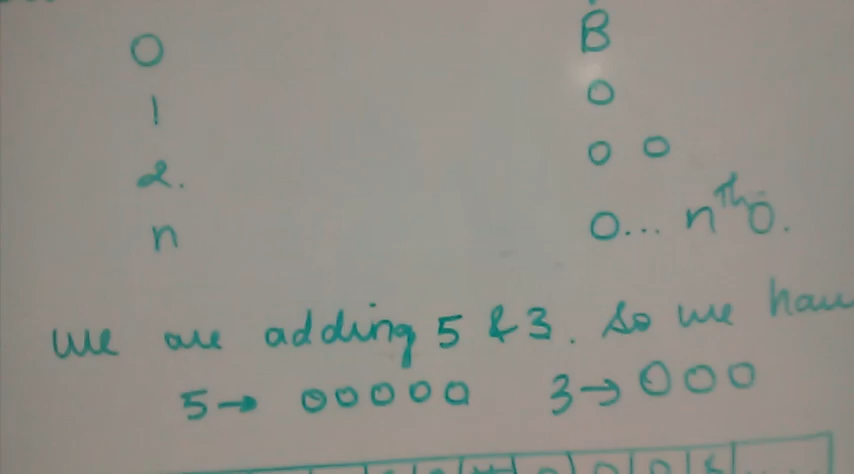 0 B
1 0
2. 0 0
n 0... nth 0.
We are adding 5 & 3. So we have
5→ 00000 3→ 000